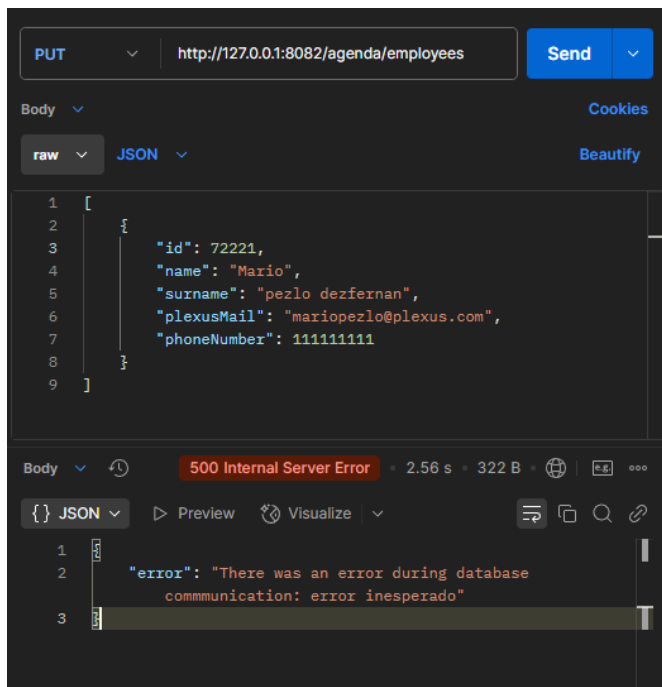 PUT http://127.0.0.1:8082/agenda/employees Send
Body Cookies
raw JSON Beautify
1 [
2 {
3 "id": 72221,
4 "name": "Mario",
5 "surname": "pezlo dezfernan",
6 "plexusMail": "mariopezlo@plexus.com",
7 "phoneNumber": 111111111
8 }
9 ]
Body 500 Internal Server Error • 2.56 s • 322 B • e.g.
{} JSON Preview Visualize
1 {
2 "error": "There was an error during database
commmunication: error inesperado"
3 }